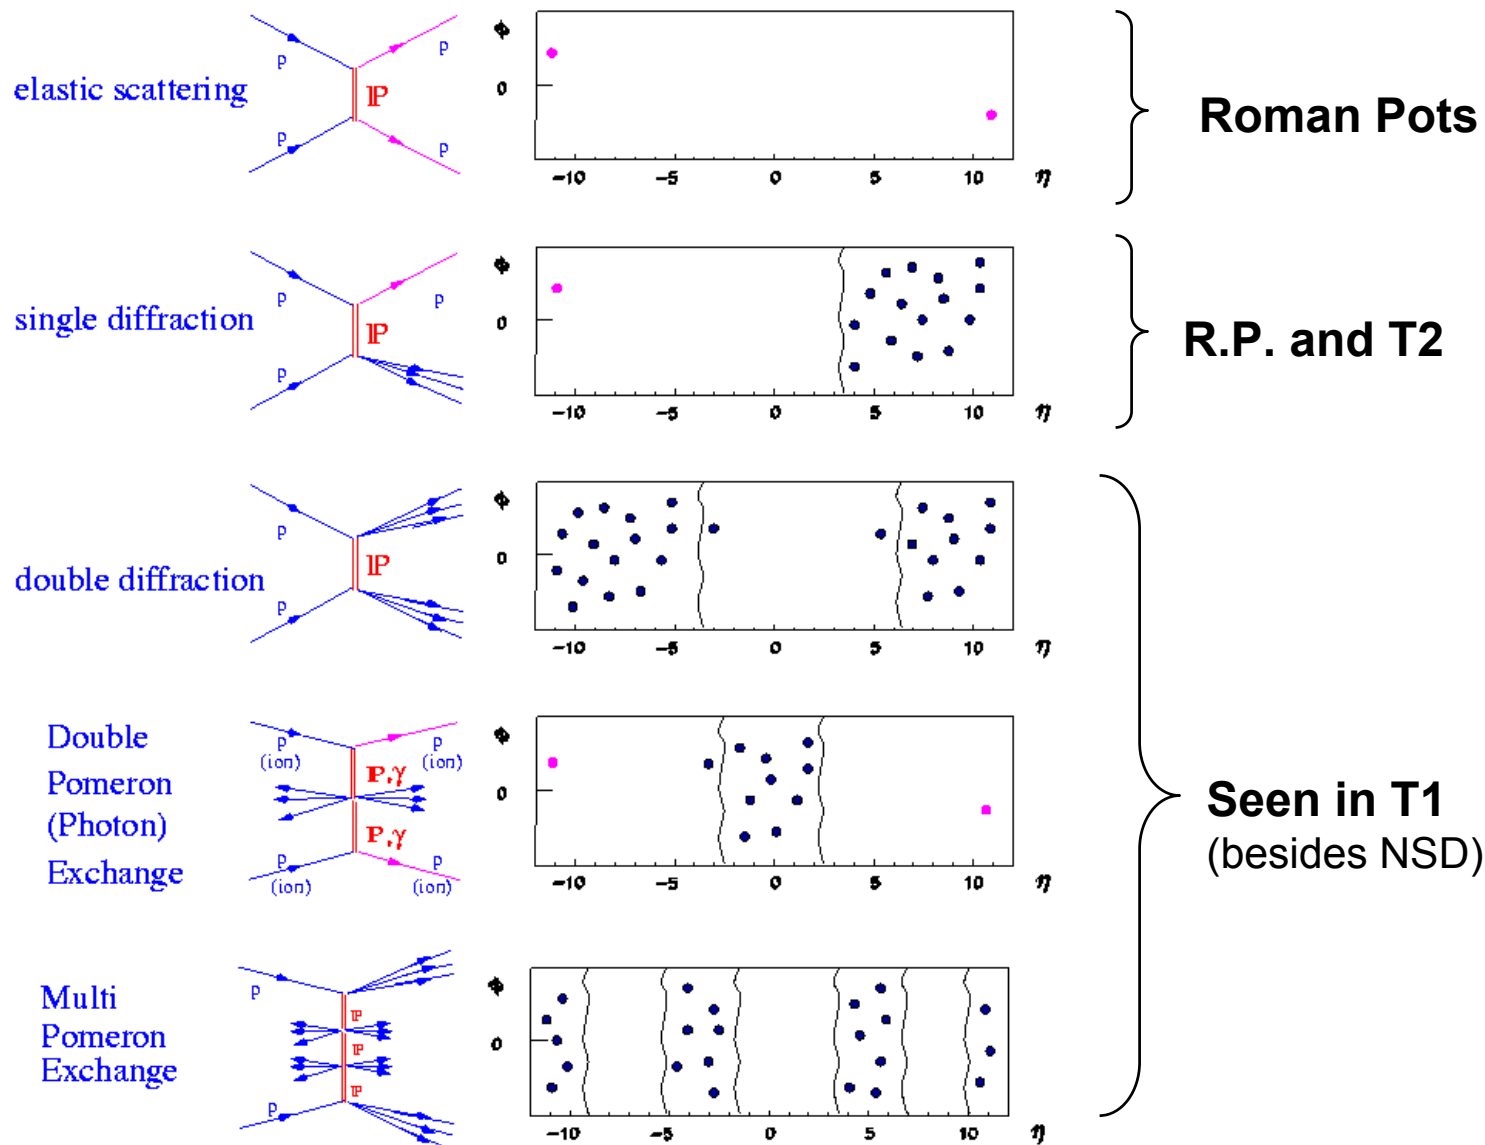 Φ
p
p
elastic scattering
IP
0
Roman Pots
p
p
-10 -5 0 5 10 η
Φ
p
p
single diffraction
IP
0
R.P. and T2
p
-10 -5 0 5 10 η
Φ
p
0
double diffraction
IP
p
-10 -5 0 5 10 η
Double
Φ
p
(ion)
p
(ion)
Pomeron
IP,γ
0
(Photon)
IP,γ
Seen in T1
(besides NSD)
Exchange
p
(ion)
p
(ion)
-10 -5 0 5 10 η
Multi
Φ
p
IP
Pomeron
IP
0
Exchange
IP
p
-10 -5 0 5 10 η